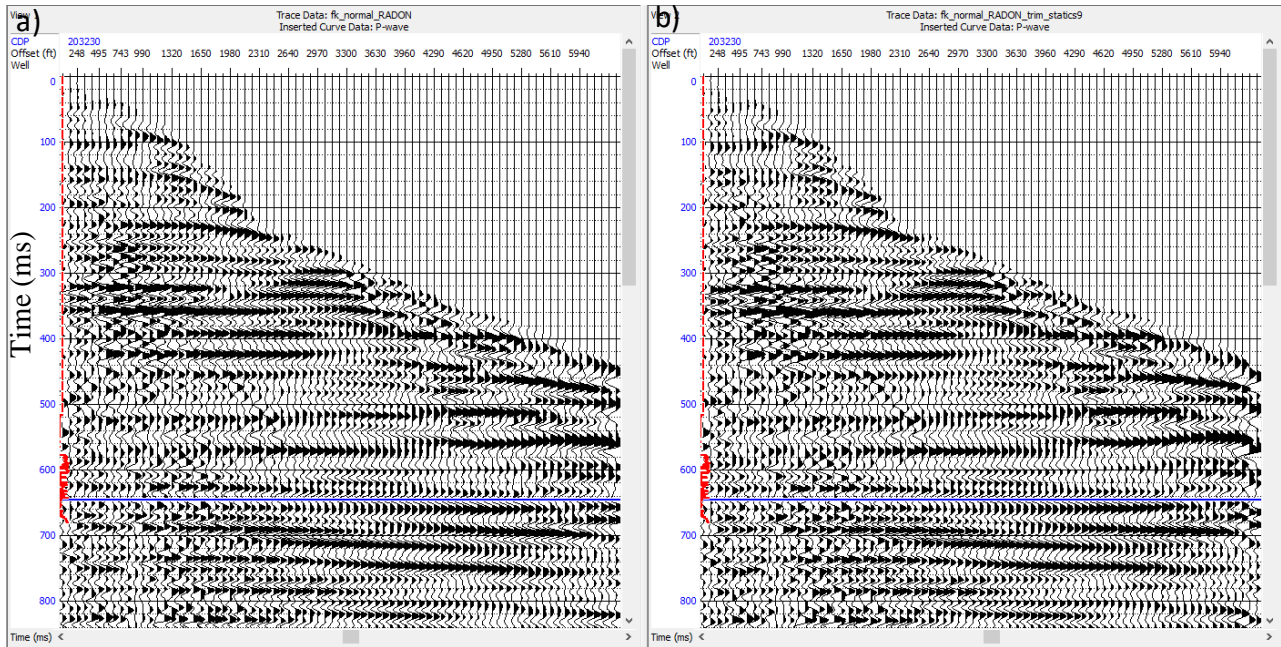 a)
View
Trace Data: fk_normal_RADON
Inserted Curve Data: P-wave
CDP 203230
Offset (ft) 248 495 743 990 1320 1650 1980 2310 2640 2970 3300 3630 3960 4290 4620 4950 5280 5610 5940
Well
0
100
200
300
400
500
600
700
800
Time (ms)
Time (ms) < >
b)
Trace Data: fk_normal_RADON_trim_statics9
Inserted Curve Data: P-wave
CDP 203230
Offset (ft) 248 495 743 990 1320 1650 1980 2310 2640 2970 3300 3630 3960 4290 4620 4950 5280 5610 5940
Well
0
100
200
300
400
500
600
700
800
Time (ms) < >